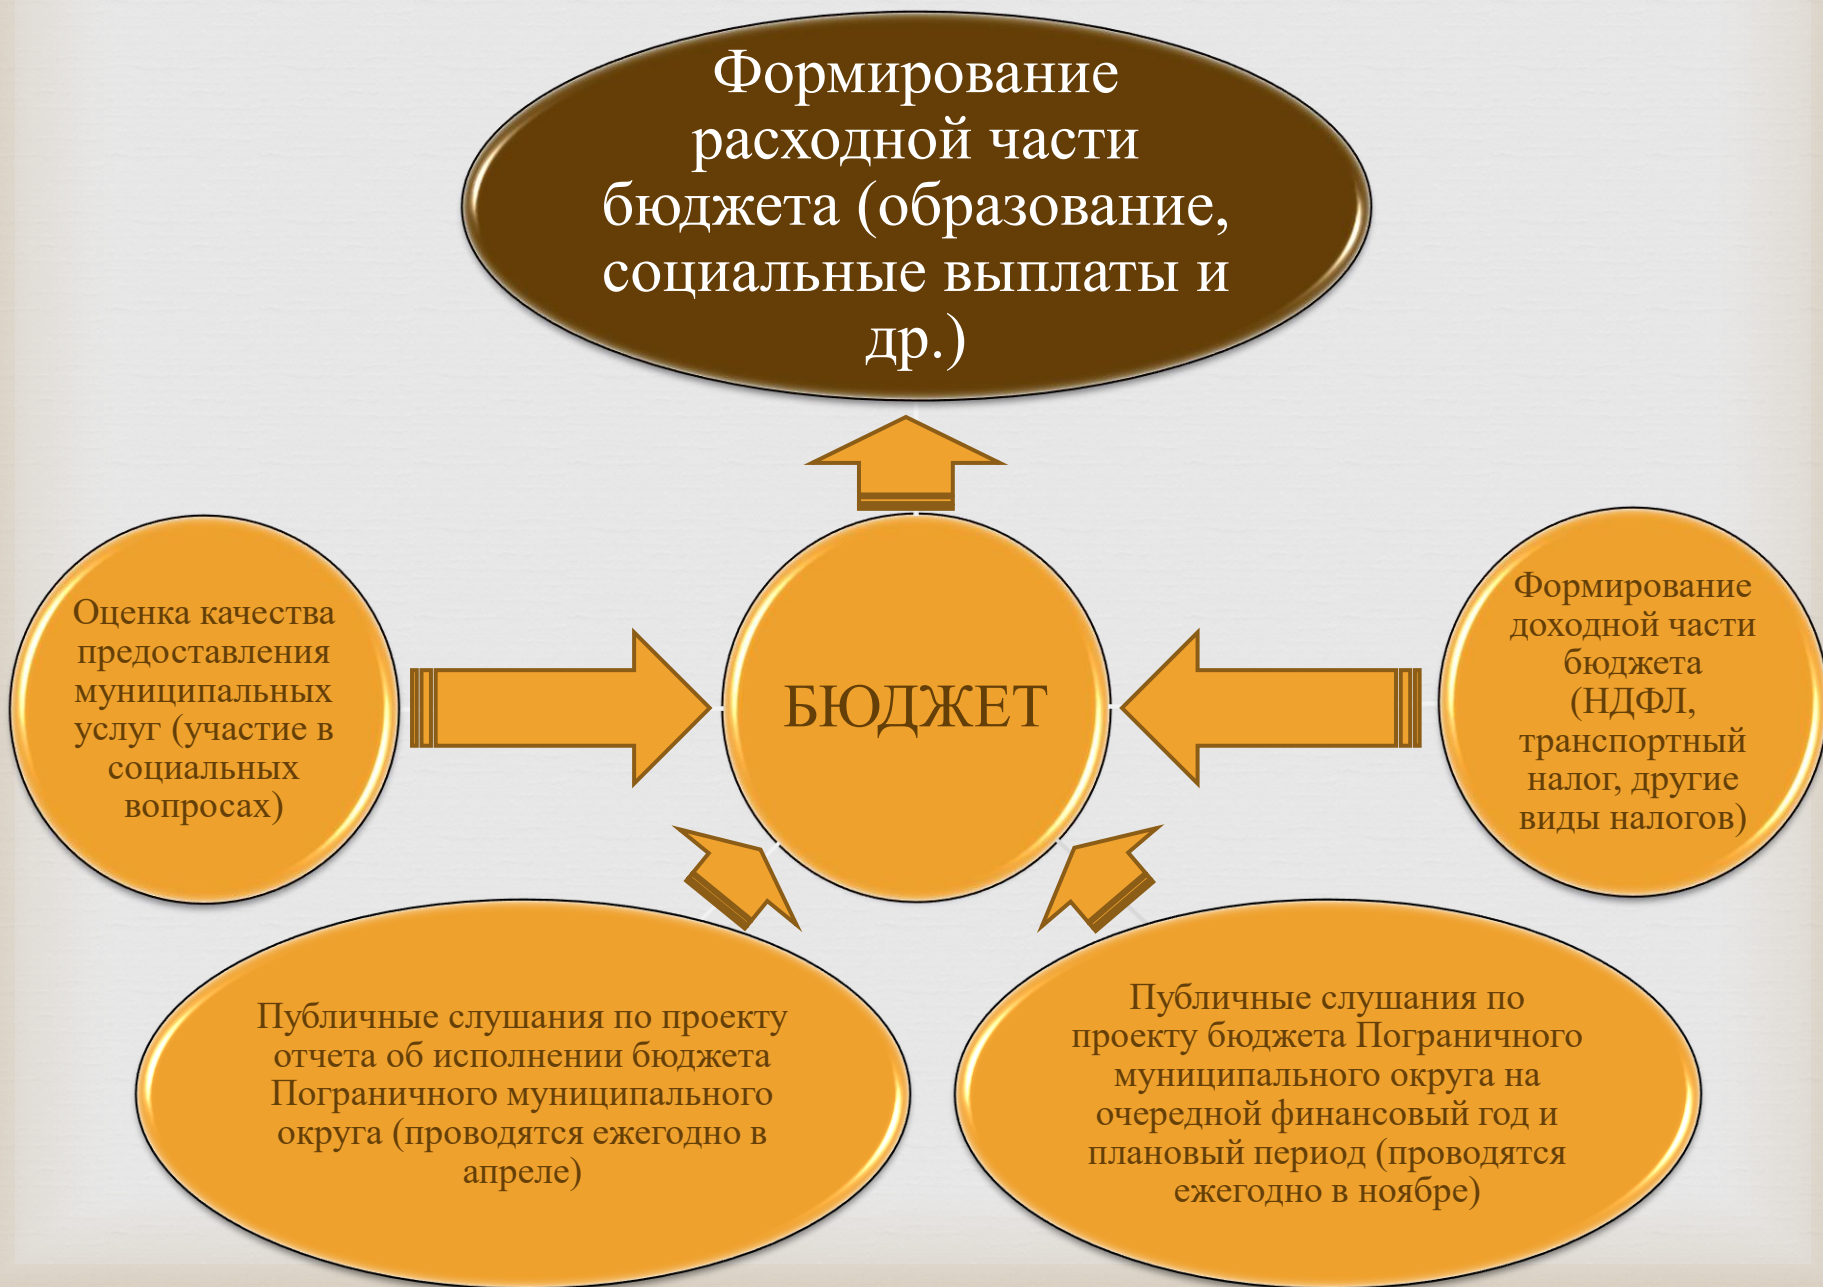 Формирование
расходной части
бюджета (образование,
социальные выплаты и
др.)
Оценка качества
предоставления
муниципальных
услуг (участие в
социальных
вопросах)
БЮДЖЕТ
Формирование
доходной части
бюджета
(НДФЛ,
транспортный
налог, другие
виды налогов)
Публичные слушания по проекту
отчета об исполнении бюджета
Пограничного муниципального
округа (проводятся ежегодно в
апреле)
Публичные слушания по
проекту бюджета Пограничного
муниципального округа на
очередной финансовый год и
плановый период (проводятся
ежегодно в ноябре)